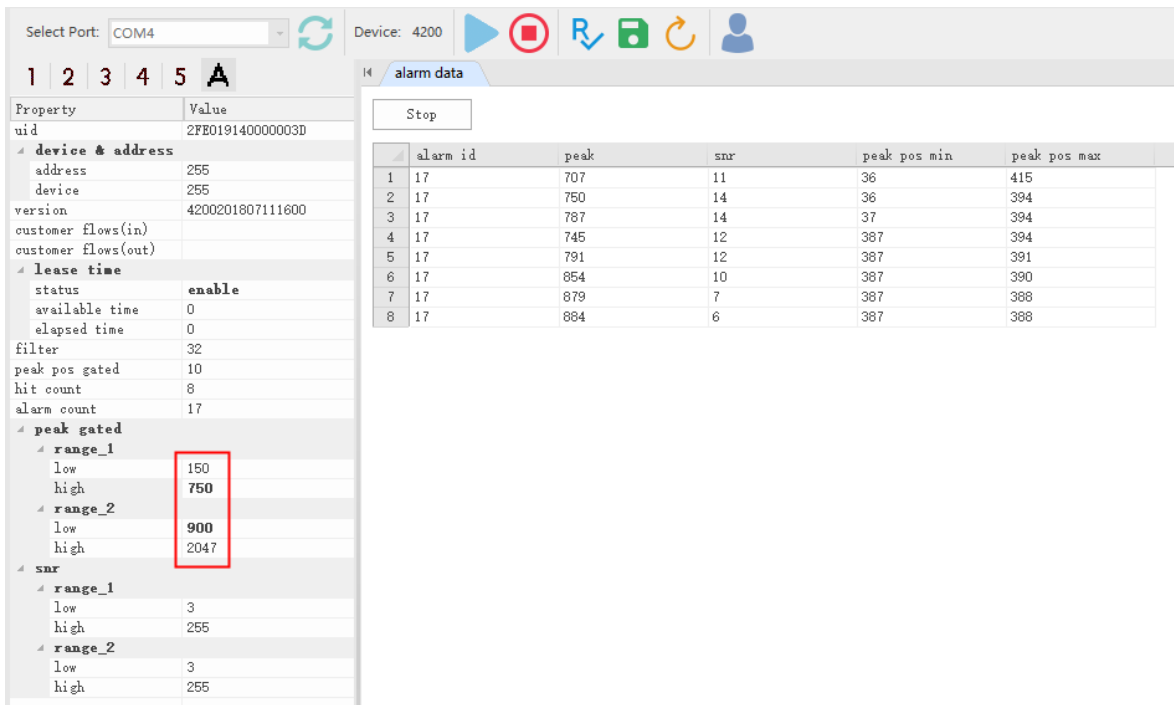 Select Port: COM4 Device: 4200 R
1 2 3 4 5 A
alarm data
Property Value
uid 2FE019140000003D
device & address
address 255
device 255
version 4200201807111600
customer flows(in)
customer flows(out)
lease time
status enable
available time 0
elapsed time 0
filter 32
peak pos gated 10
hit count 8
alarm count 17
peak gated
range_1
low 150
high 750
range_2
low 900
high 2047
snr
range_1
low 3
high 255
range_2
low 3
high 255
Stop
alarm id peak snr peak pos min peak pos max
1 17 707 11 36 415
2 17 750 14 36 394
3 17 787 14 37 394
4 17 745 12 387 394
5 17 791 12 387 391
6 17 854 10 387 390
7 17 879 7 387 388
8 17 884 6 387 388